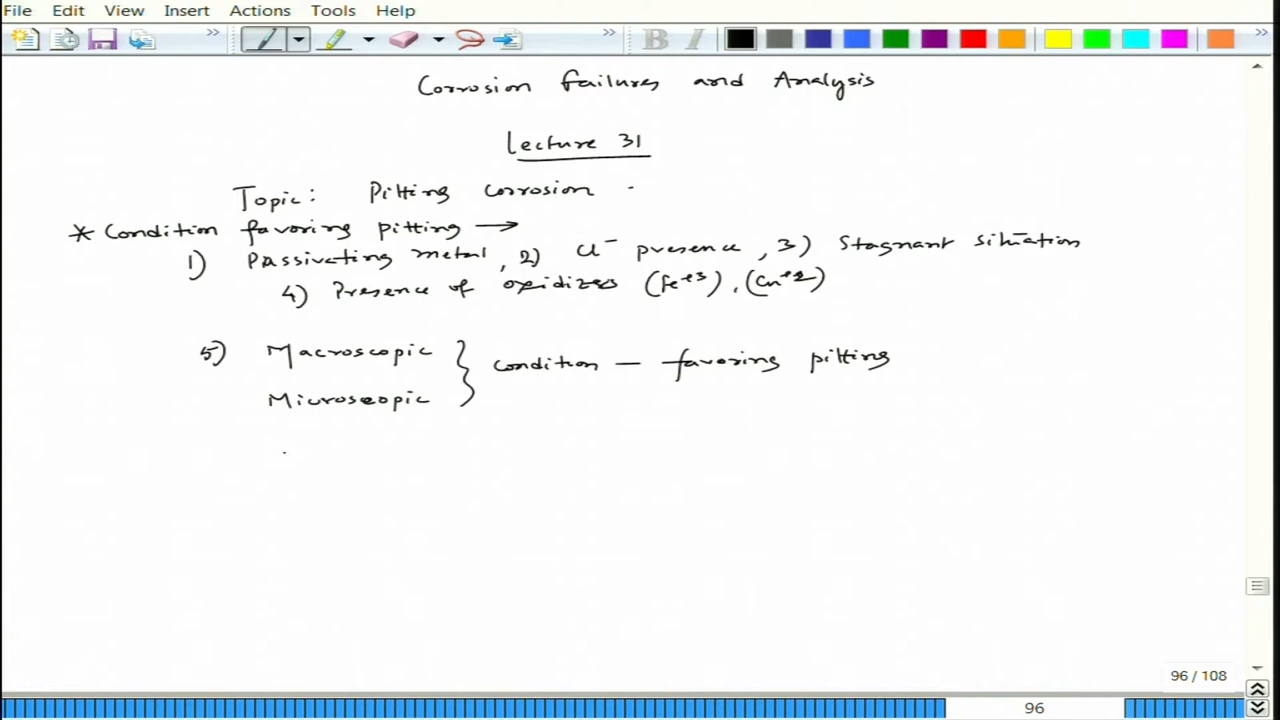 File Edit View Insert Actions Tools Help
B I
Corrosion Failures and Analysis
Lecture 31
Topic: Pitting corrosion
* Condition favoring pitting →
1) Passivating metal, 2) Cl⁻ presence, 3) Stagnant situation
4) Presence of oxidizers (Fe⁺³), (Cu⁺²)
5) Macroscopic
Microscopic } condition — favoring pitting
96 / 108
96